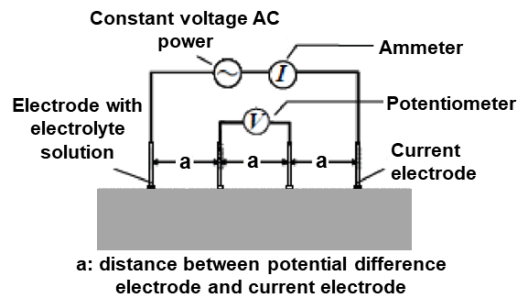 Constant voltage AC
power
I
Ammeter
V
Potentiometer
Electrode with
electrolyte
solution
a
a
a
Current
electrode
a: distance between potential difference
electrode and current electrode